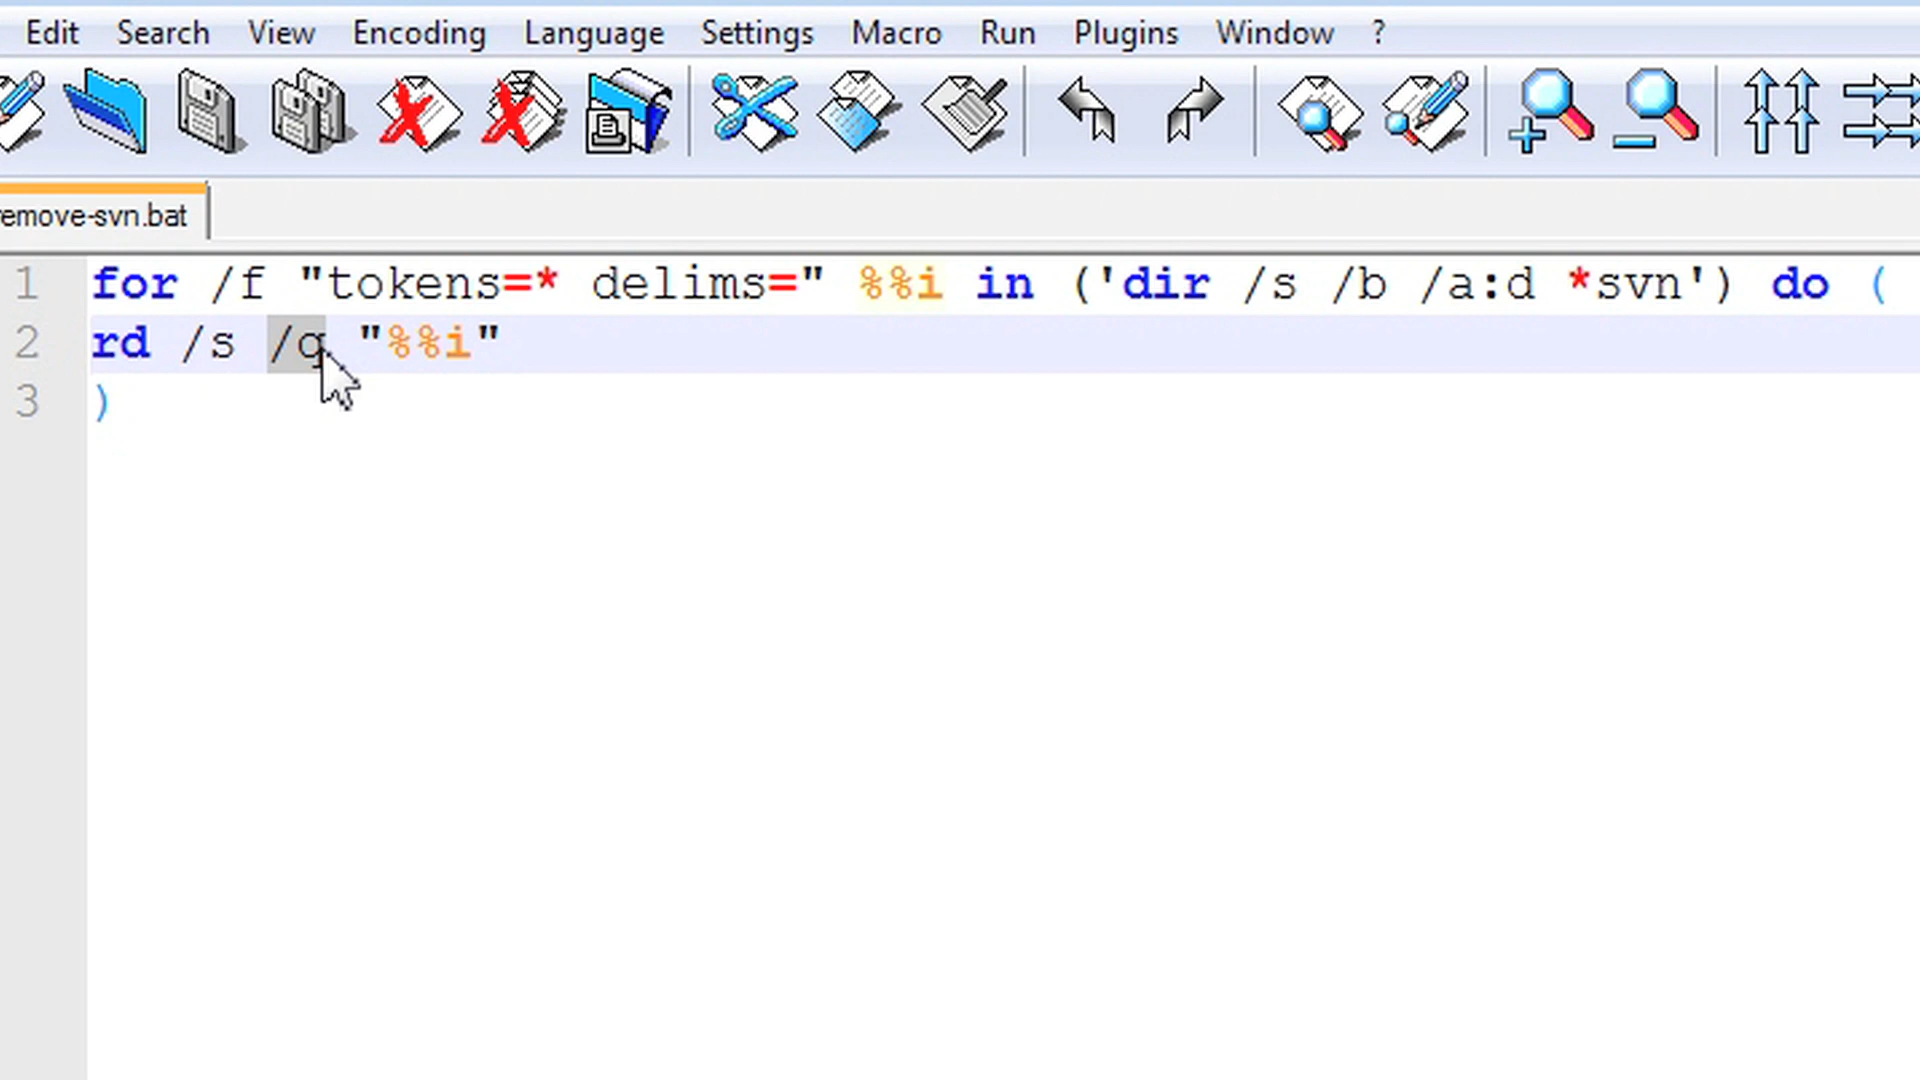 Edit Search View Encoding Language Settings Macro Run Plugins Window ?
remove-svn.bat
1 for /f "tokens=* delims=" %%i in ('dir /s /b /a:d *svn') do (
2 rd /s /q "%%i"
3 )